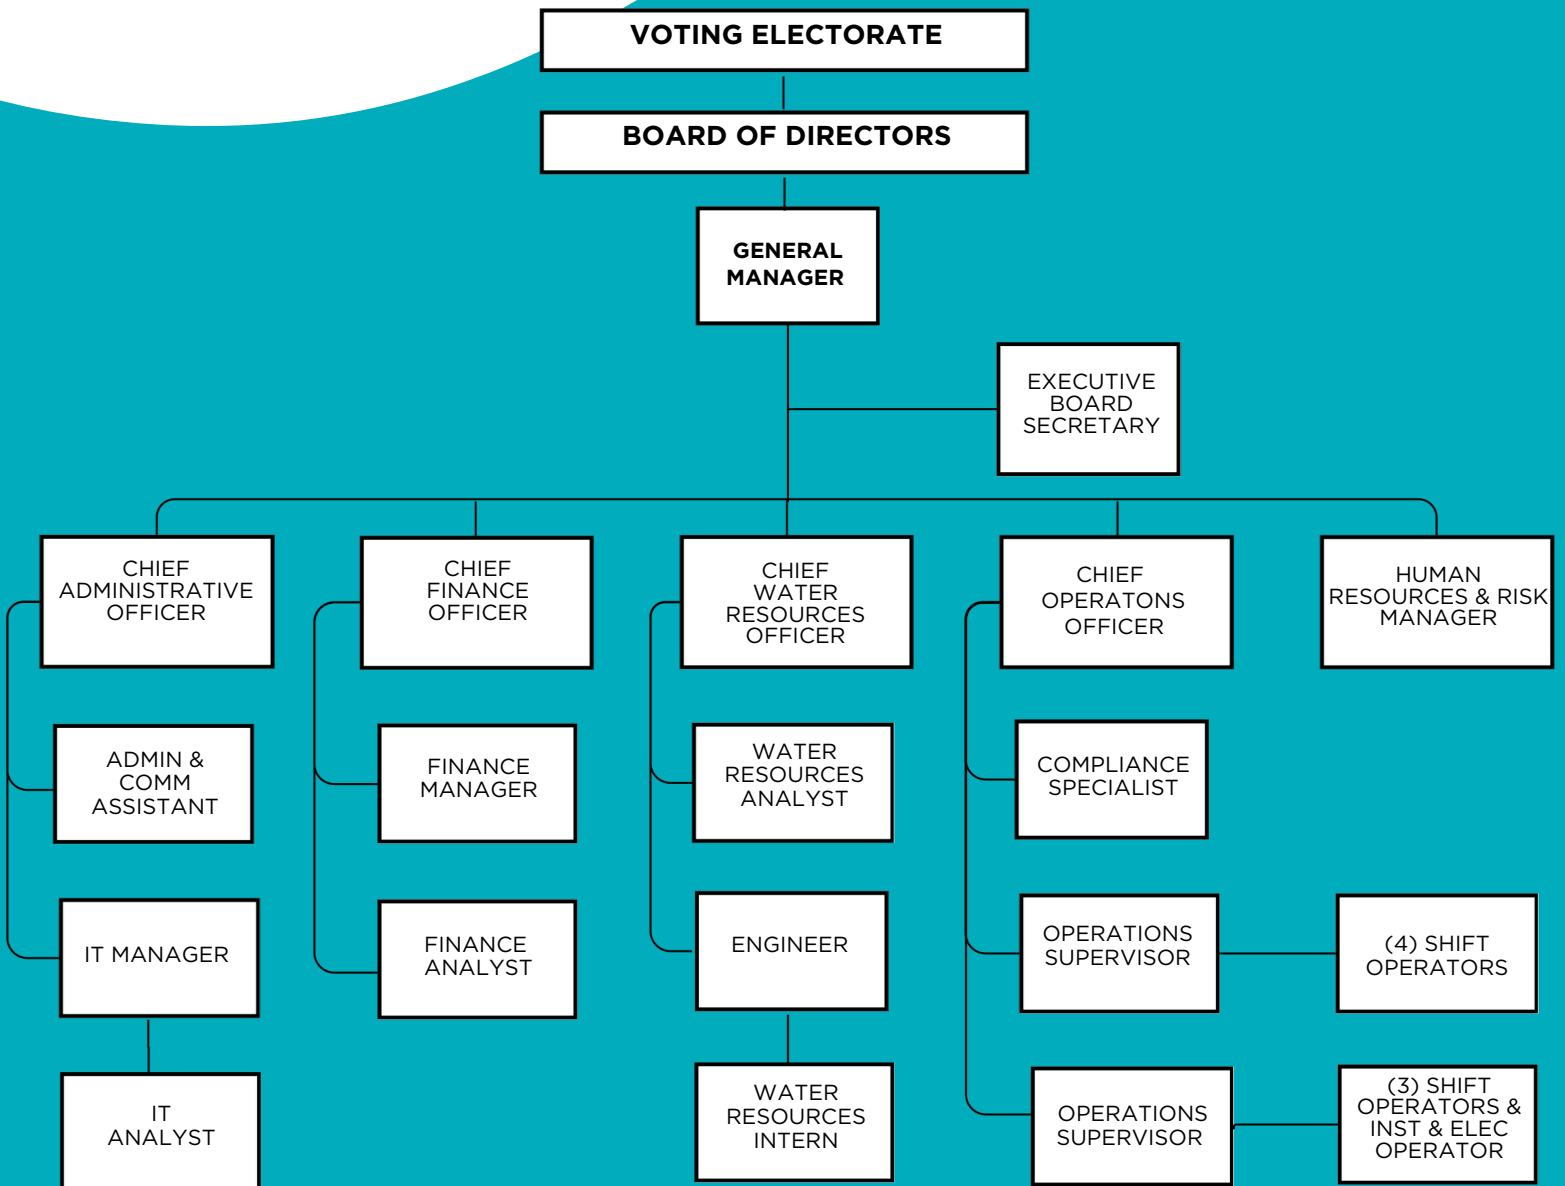 VOTING ELECTORATE
BOARD OF DIRECTORS
GENERAL
MANAGER
EXECUTIVE
BOARD
SECRETARY
CHIEF
ADMINISTRATIVE
OFFICER
CHIEF
FINANCE
OFFICER
CHIEF
WATER
RESOURCES
OFFICER
CHIEF
OPERATONS
OFFICER
HUMAN
RESOURCES & RISK
MANAGER
ADMIN &
COMM
ASSISTANT
FINANCE
MANAGER
WATER
RESOURCES
ANALYST
COMPLIANCE
SPECIALIST
IT MANAGER
FINANCE
ANALYST
ENGINEER
OPERATIONS
SUPERVISOR
(4) SHIFT
OPERATORS
IT
ANALYST
WATER
RESOURCES
INTERN
OPERATIONS
SUPERVISOR
(3) SHIFT
OPERATORS &
INST & ELEC
OPERATOR